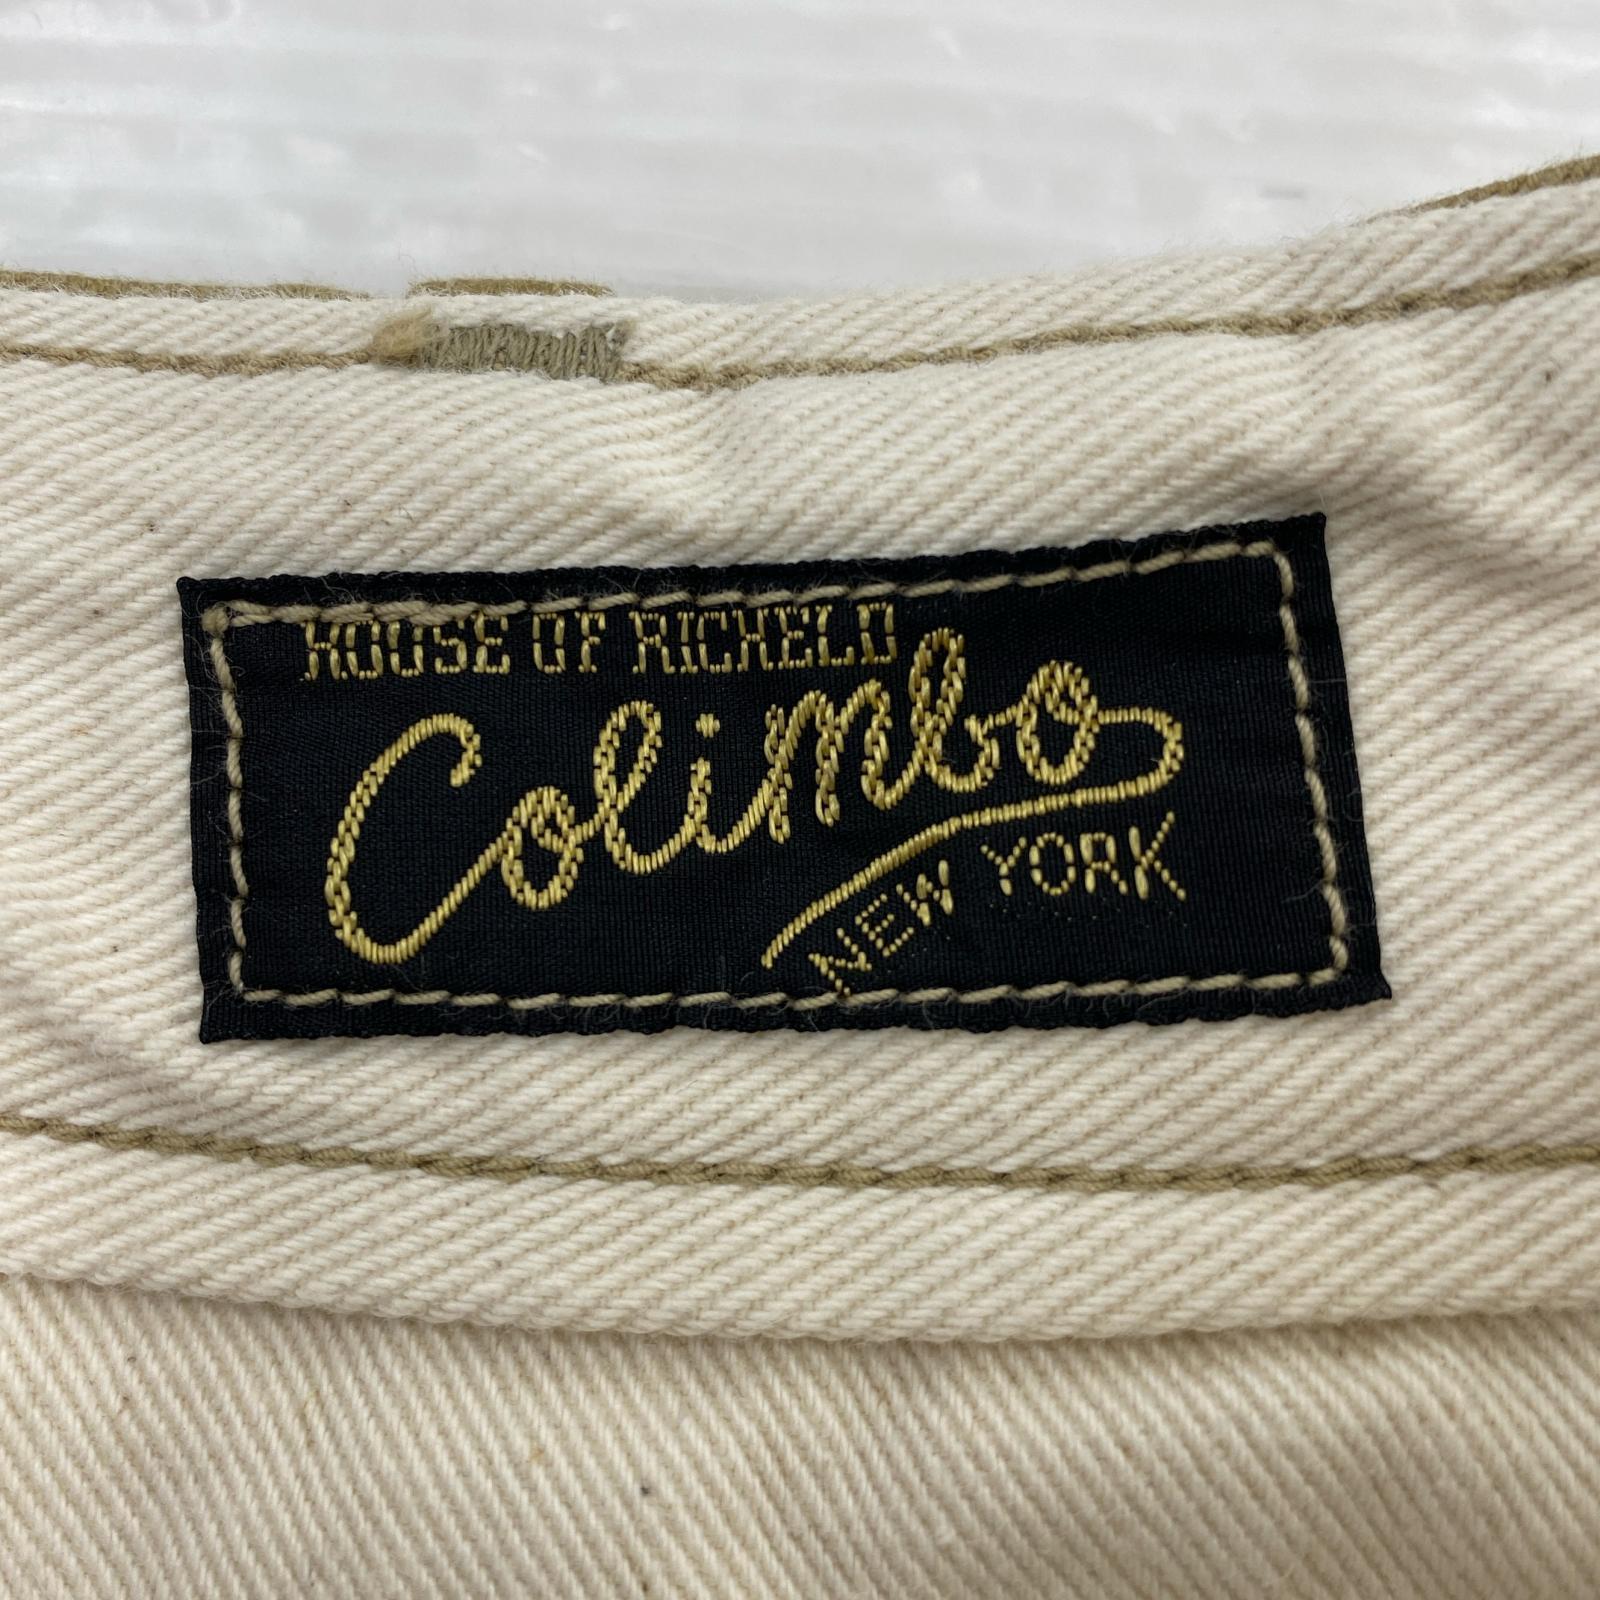 HOUSE OF RICHELD
Colimbo
NEW YORK